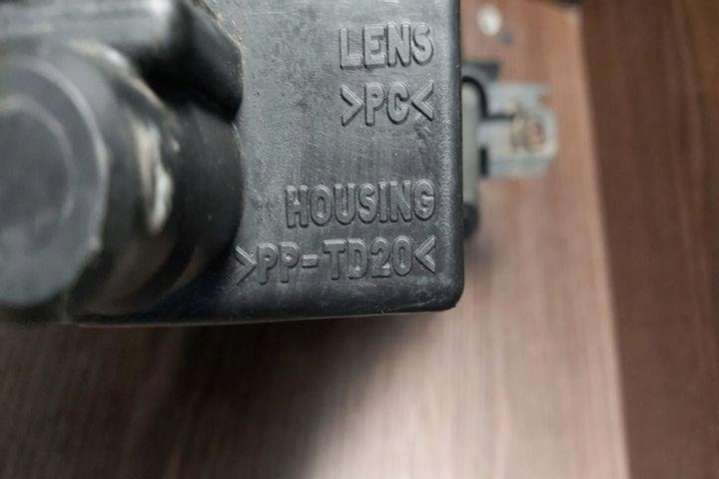 LENS
>PC<
HOUSING
>PP-TD20<